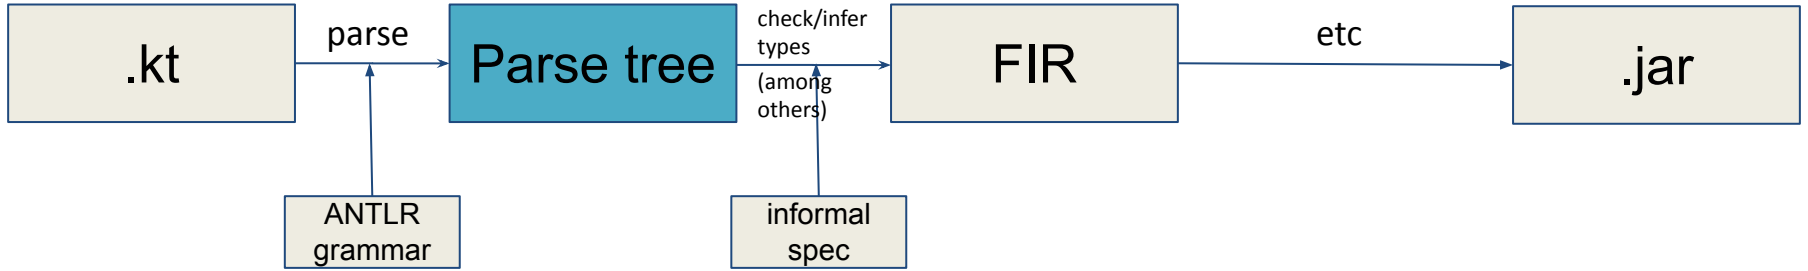 .kt
parse
Parse tree
check/infer
types
(among
others)
FIR
etc
.jar
ANTLR
grammar
informal
spec